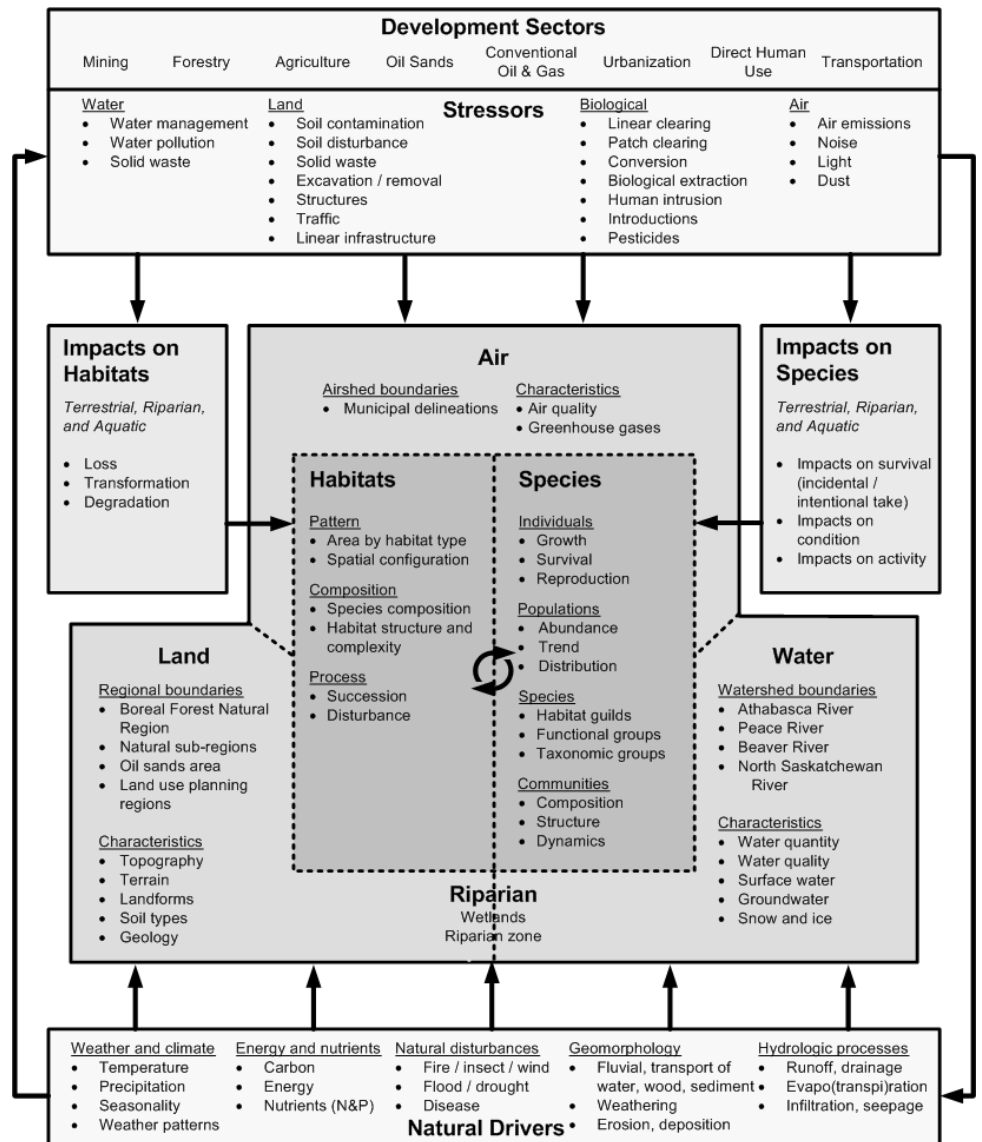 Development Sectors
Mining
Forestry
Agriculture
Oil Sands
Conventional
Oil & Gas
Urbanization
Direct Human
Use
Transportation
Stressors
Water
• Water management
• Water pollution
• Solid waste
Land
• Soil contamination
• Soil disturbance
• Solid waste
• Excavation / removal
• Structures
• Traffic
• Linear infrastructure
Biological
• Linear clearing
• Patch clearing
• Conversion
• Biological extraction
• Human intrusion
• Introductions
• Pesticides
Air
• Air emissions
• Noise
• Light
• Dust
Impacts on
Habitats
Terrestrial, Riparian,
and Aquatic
• Loss
• Transformation
• Degradation
Air
Airshed boundaries
• Municipal delineations
Characteristics
• Air quality
• Greenhouse gases
Impacts on
Species
Terrestrial, Riparian,
and Aquatic
• Impacts on survival
(incidental /
intentional take)
• Impacts on
condition
• Impacts on activity
Habitats
Pattern
• Area by habitat type
• Spatial configuration
Composition
• Species composition
• Habitat structure and
complexity
Process
• Succession
• Disturbance
Species
Individuals
• Growth
• Survival
• Reproduction
Populations
• Abundance
• Trend
• Distribution
Species
• Habitat guilds
• Functional groups
• Taxonomic groups
Communities
• Composition
• Structure
• Dynamics
Land
Regional boundaries
• Boreal Forest Natural
Region
• Natural sub-regions
• Oil sands area
• Land use planning
regions
Characteristics
• Topography
• Terrain
• Landforms
• Soil types
• Geology
Water
Watershed boundaries
• Athabasca River
• Peace River
• Beaver River
• North Saskatchewan
River
Characteristics
• Water quantity
• Water quality
• Surface water
• Groundwater
• Snow and ice
Riparian
Wetlands
Riparian zone
Weather and climate
• Temperature
• Precipitation
• Seasonality
• Weather patterns
Energy and nutrients
• Carbon
• Energy
• Nutrients (N&P)
Natural disturbances
• Fire / insect / wind
• Flood / drought
• Disease
Geomorphology
• Fluvial, transport of
water, wood, sediment
• Weathering
• Erosion, deposition
Hydrologic processes
• Runoff, drainage
• Evapo(transpi)ration
• Infiltration, seepage
Natural Drivers